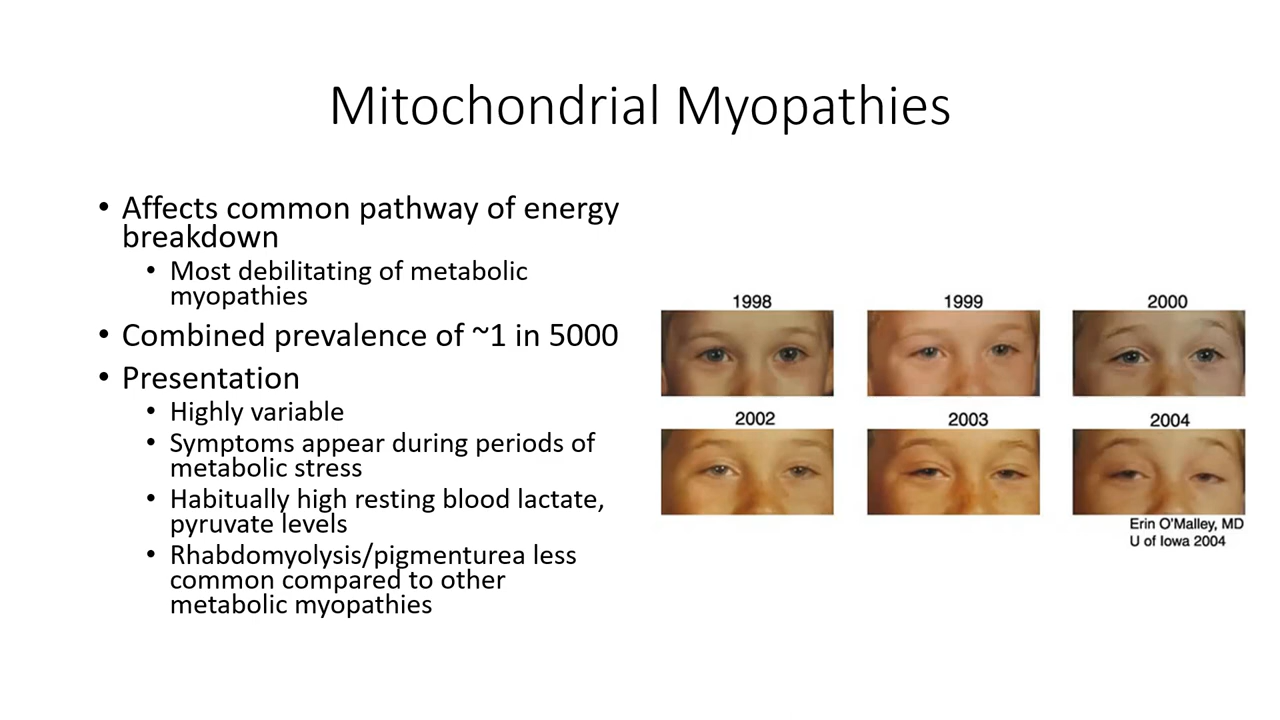 Mitochondrial Myopathies
• Affects common pathway of energy
breakdown
• Most debilitating of metabolic
myopathies
• Combined prevalence of ~1 in 5000
• Presentation
• Highly variable
• Symptoms appear during periods of
metabolic stress
• Habitually high resting blood lactate,
pyruvate levels
• Rhabdomyolysis/pigmenturea less
common compared to other
metabolic myopathies
1998 1999 2000
2002 2003 2004
Erin O'Malley, MD
U of Iowa 2004